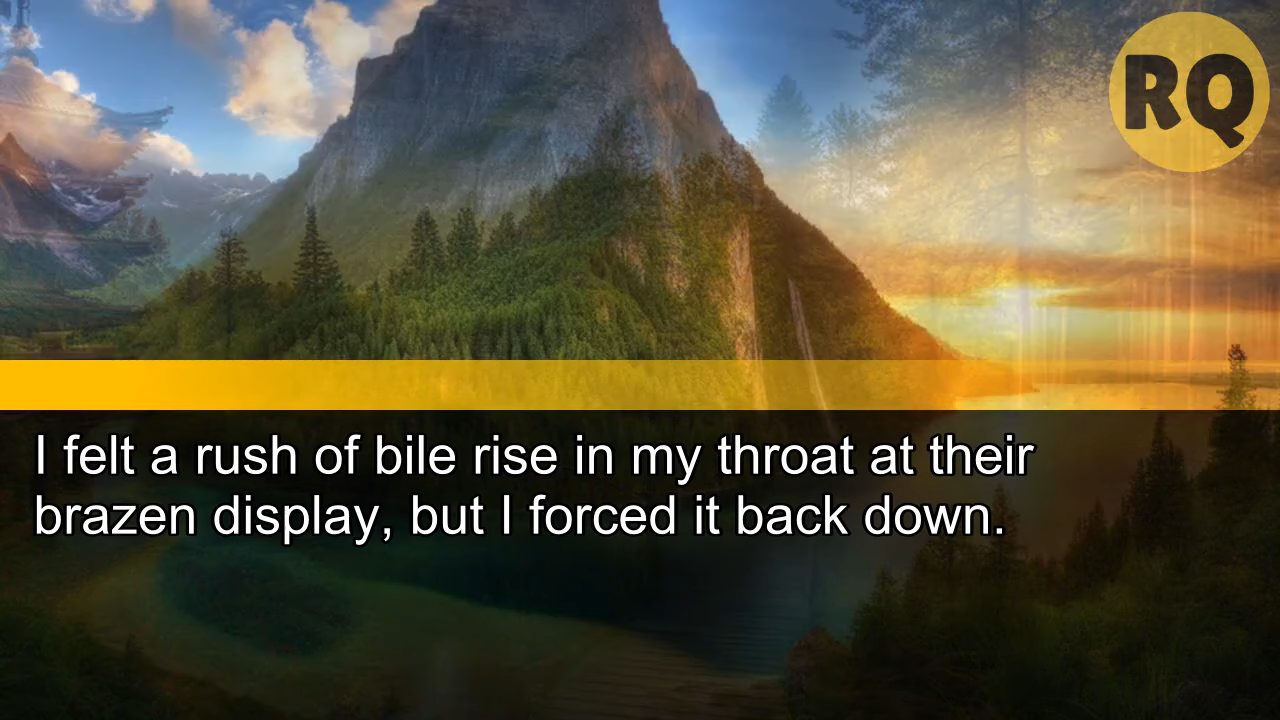 RQ
I felt a rush of bile rise in my throat at their
brazen display, but I forced it back down.